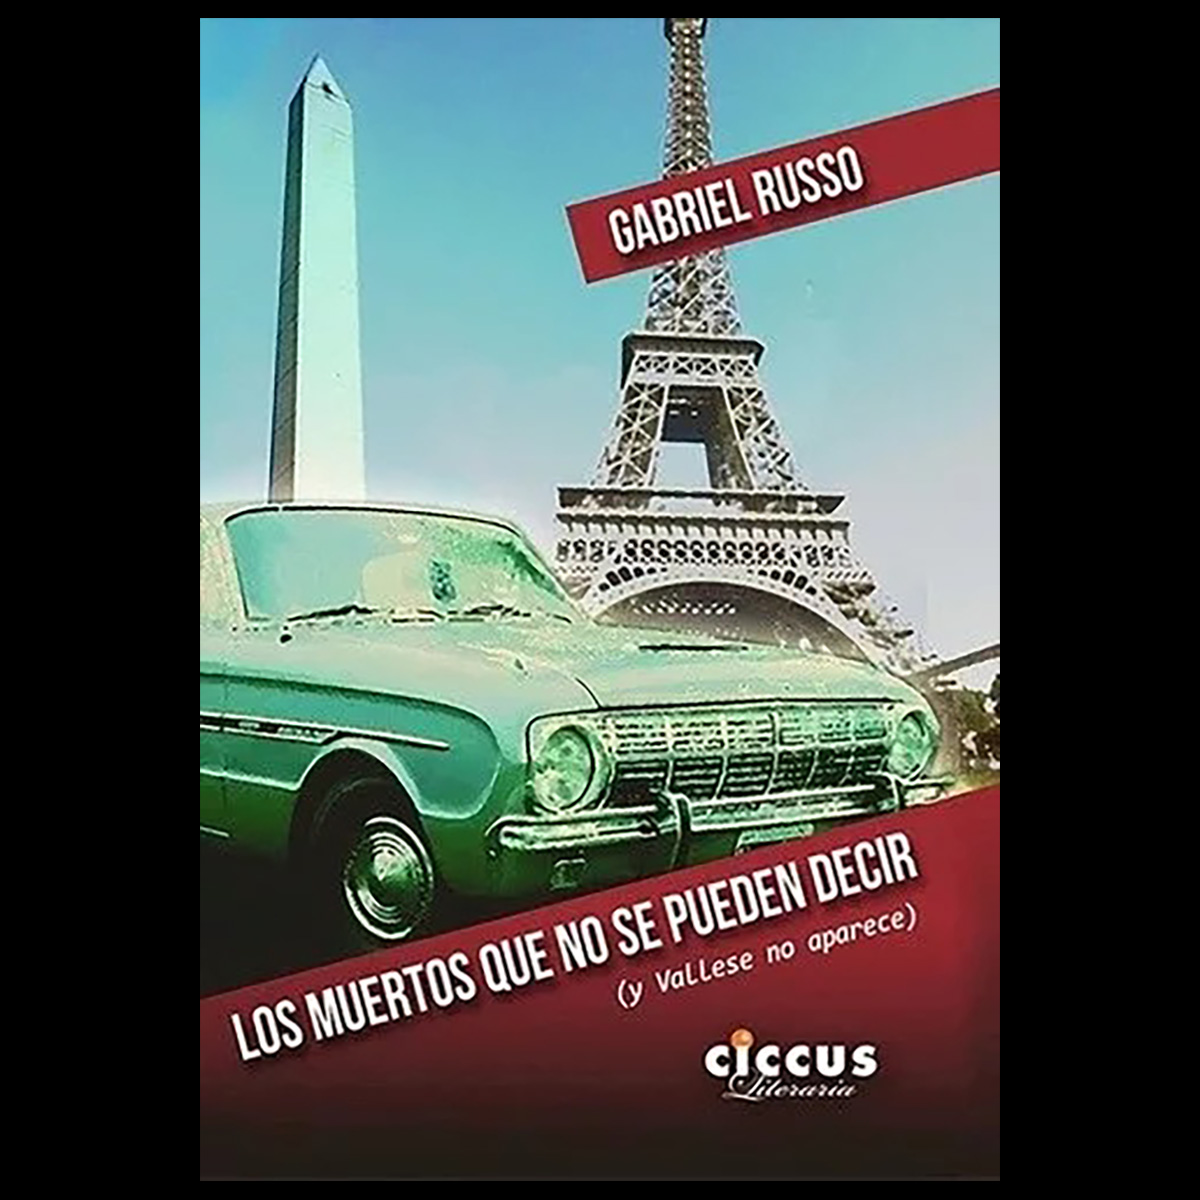 GABRIEL RUSSO
LOS MUERTOS QUE NO SE PUEDEN DECIR
(y Vallese no aparece)
ciccus
Literaria